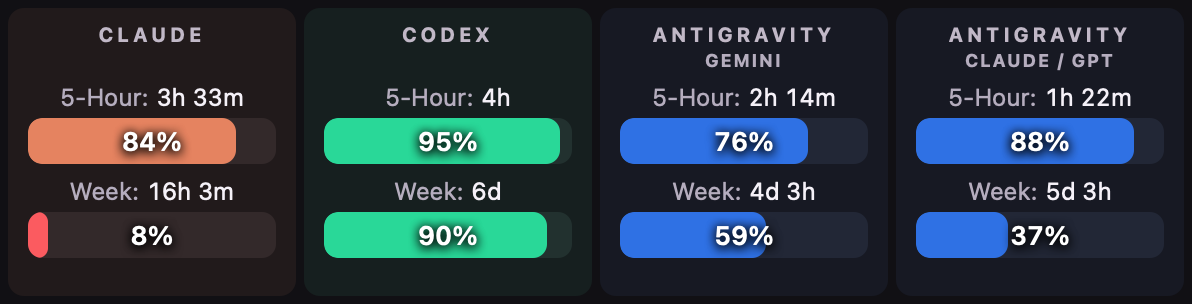 CLAUDE
5-Hour: 3h 33m
84%
Week: 16h 3m
8%
CODEX
5-Hour: 4h
95%
Week: 6d
90%
ANTIGRAVITY
GEMINI
5-Hour: 2h 14m
76%
Week: 4d 3h
59%
ANTIGRAVITY
CLAUDE / GPT
5-Hour: 1h 22m
88%
Week: 5d 3h
37%